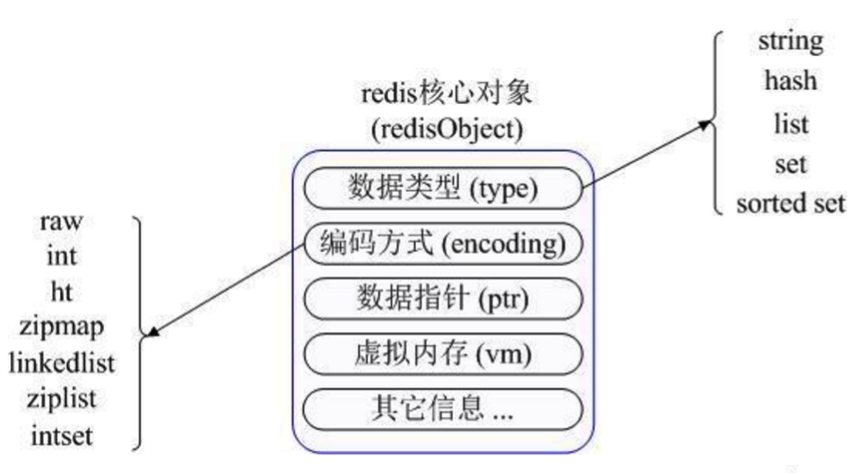 redis核心对象
(redisObject)
数据类型 (type)
编码方式 (encoding)
数据指针 (ptr)
虚拟内存 (vm)
其它信息 ...
string
hash
list
set
sorted set
raw
int
ht
zipmap
linkedlist
ziplist
intset